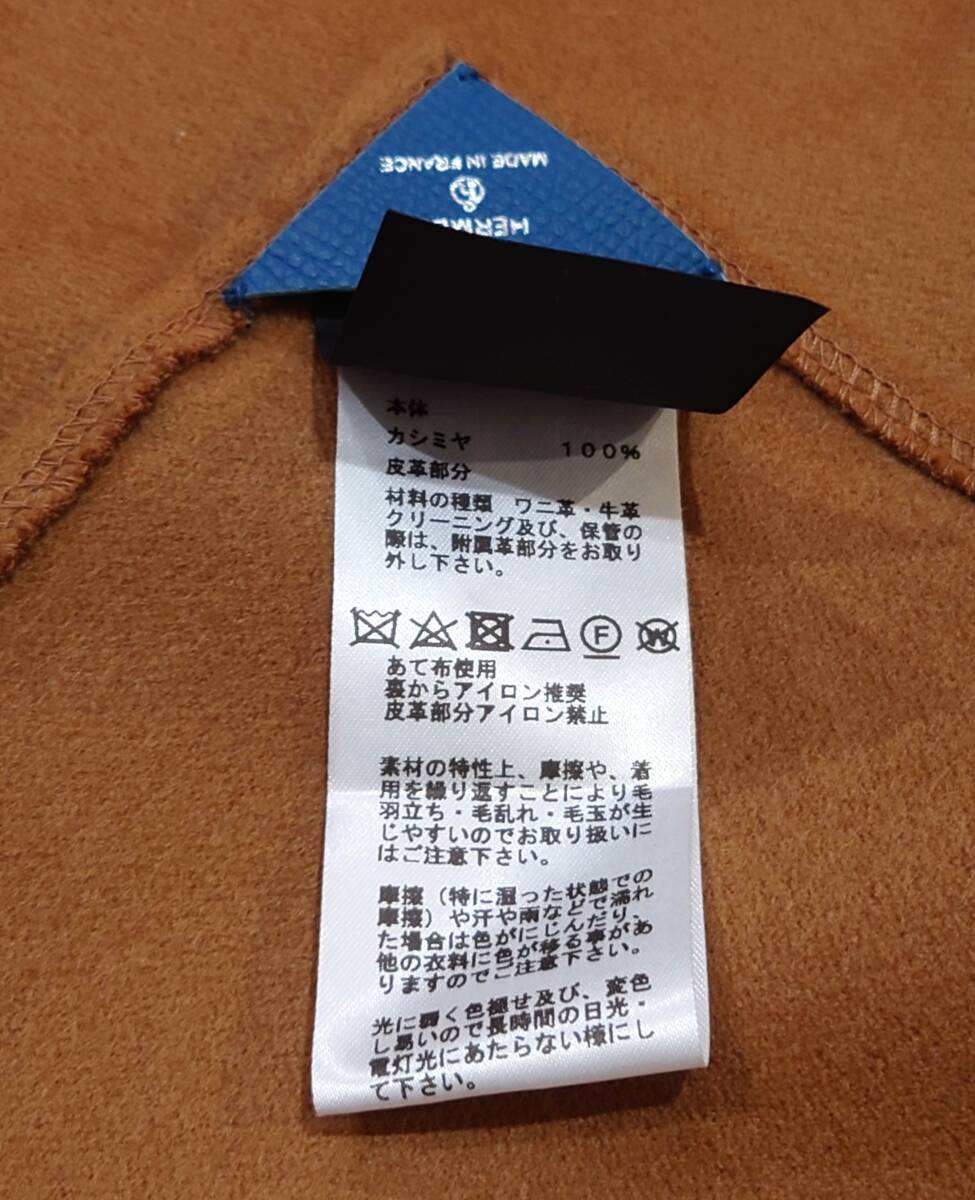 MADE IN FRANCE
本体
カシミヤ 100%
皮革部分
材料の種類 ワニ革・牛革
クリーニング及び、保管の
際は、附属革部分をお取り
外し下さい。
F
W
あて布使用
裏からアイロン推奨
皮革部分アイロン禁止
素材の特性上、摩擦や、着
用を繰り返すことにより毛
羽立ち・毛乱れ・毛玉が生
じやすいのでお取り扱いに
はご注意下さい。
摩擦（特に湿った状態での
摩擦）や汗や雨などで濡れ
た場合は色がにじんだり、
他の衣料に色が移る事があ
りますのでご注意下さい。
光に弱く色褪せ及び、変色
し易いので長時間の日光・
電灯光にあたらない様にし
て下さい。